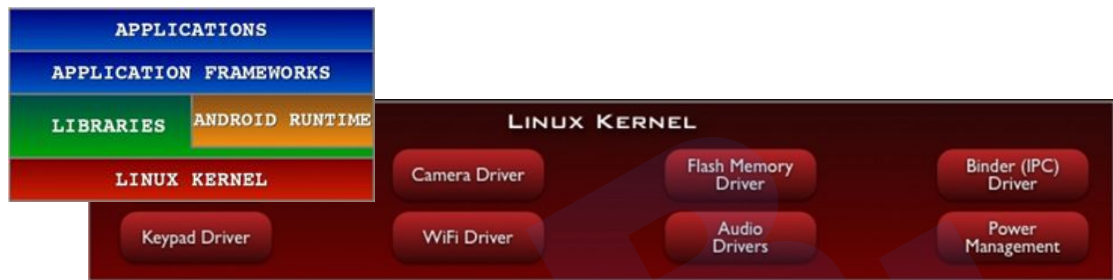 APPLICATIONS
APPLICATION FRAMEWORKS
LIBRARIES
ANDROID RUNTIME
LINUX KERNEL
LINUX KERNEL
Camera Driver
Flash Memory
Driver
Binder (IPC)
Driver
Keypad Driver
WiFi Driver
Audio
Drivers
Power
Management